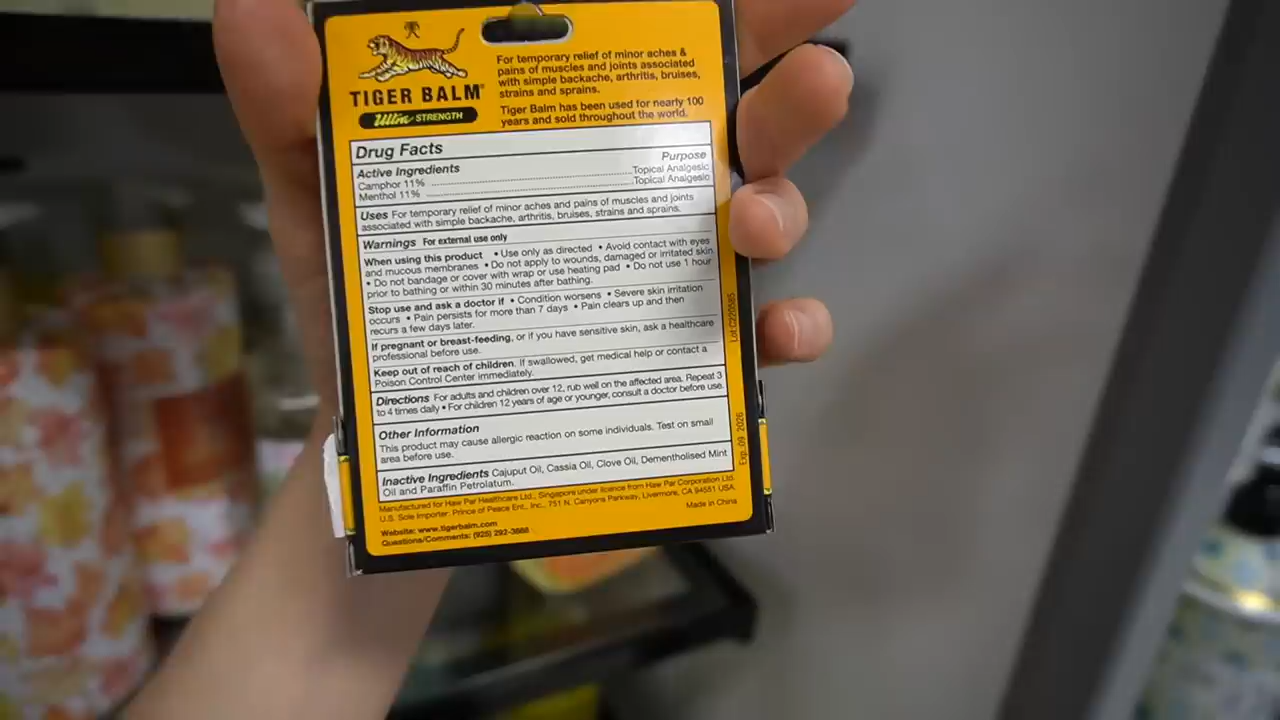 For temporary relief of minor aches &
pains of muscles and joints associated
with simple backache, arthritis, bruises,
strains and sprains.
Tiger Balm has been used for nearly 100
years and sold throughout the world.
TIGER BALM®
Ultra STRENGTH
Drug Facts
Active Ingredients Purpose
Camphor 11% ........ Topical Analgesic
Menthol 11% ........ Topical Analgesic
Uses For temporary relief of minor aches and pains of muscles and joints
associated with simple backache, arthritis, bruises, strains and sprains.
Warnings For external use only
When using this product • Use only as directed • Avoid contact with eyes
and mucous membranes • Do not apply to wounds, damaged or irritated skin
• Do not bandage or cover with wrap or use heating pad • Do not use 1 hour
prior to bathing or within 30 minutes after bathing.
Stop use and ask a doctor if • Condition worsens • Severe skin irritation
occurs • Pain persists for more than 7 days • Pain clears up and then
recurs a few days later.
If pregnant or breast-feeding, or if you have sensitive skin, ask a healthcare
professional before use.
Keep out of reach of children. If swallowed, get medical help or contact a
Poison Control Center immediately.
Directions For adults and children over 12, rub well on the affected area. Repeat 3
to 4 times daily • For children 12 years of age or younger, consult a doctor before use.
Other Information
This product may cause allergic reaction on some individuals. Test on small
area before use.
Inactive Ingredients Cajuput Oil, Cassia Oil, Clove Oil, Dementholised Mint
Oil and Paraffin Petrolatum.
Manufactured for Haw Par Healthcare Ltd., Singapore under licence from Haw Par Corporation Ltd.
U.S. Sole Importer: Prince of Peace Ent., Inc., 751 N. Canyons Parkway, Livermore, CA 94551 USA
Website: www.tigerbalm.com Made in China
Questions/Comments: (925) 292-3888
Exp. 09 2026